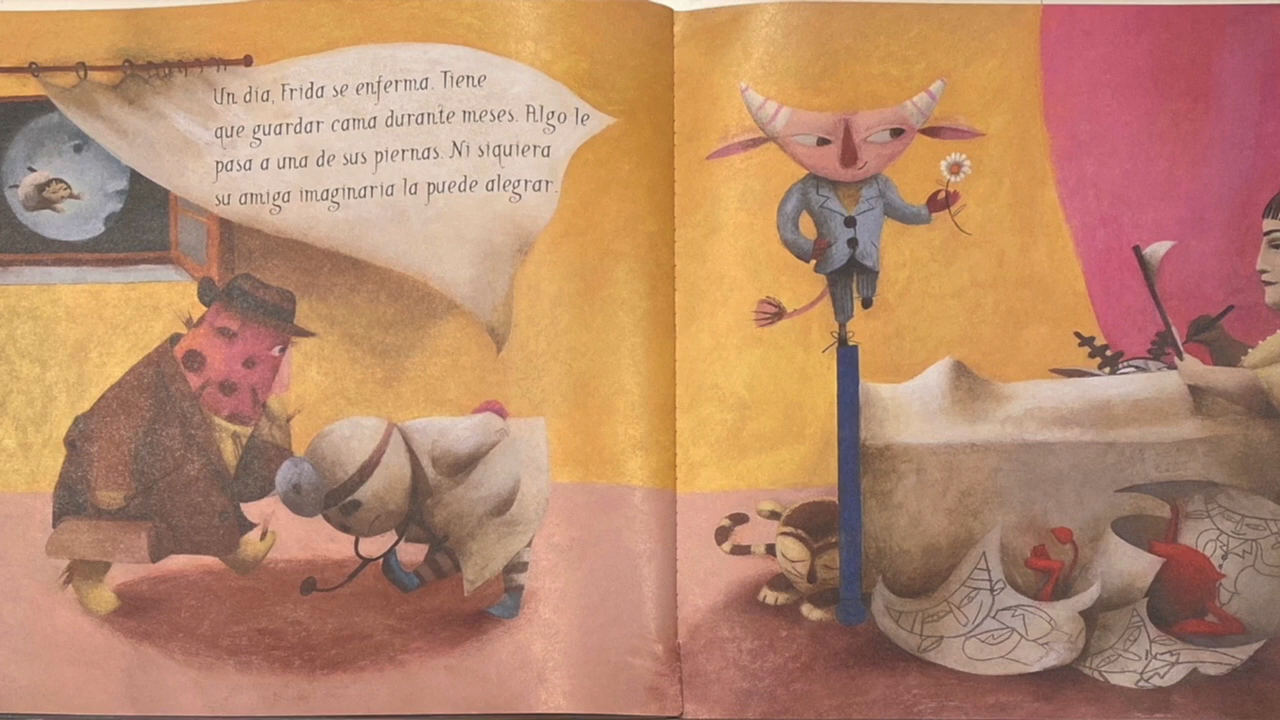 Un día, Frida se enferma. Tiene
que guardar cama durante meses. Algo le
pasa a una de sus piernas. Ni siquiera
su amiga imaginaria la puede alegrar.